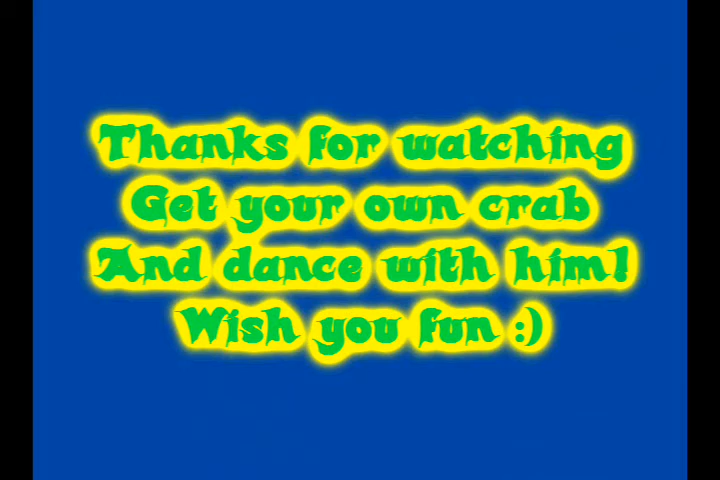 Thanks for watching
Get your own crab
And dance with him!
Wish you fun :)